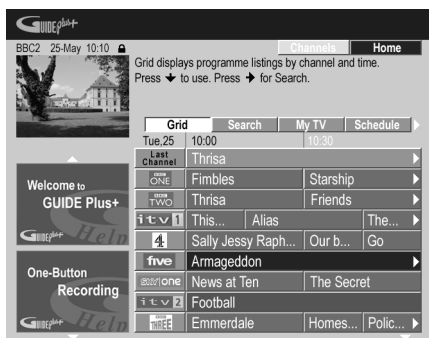 GUIDE Plus+
BBC2 25-May 10:10
Channels Home
Grid displays programme listings by channel and time.
Press to use. Press for Search.
Grid Search My TV Schedule
Tue,25 10:00 10:30
Last Channel Thrisa
BBC ONE Fimbles Starship
BBC TWO Thrisa Friends
itv 1 This... Alias The...
4 Sally Jessy Raph... Our b... Go
five Armageddon
one News at Ten The Secret
itv 2 Football
BBC THREE Emmerdale Homes... Polic...
Welcome to
GUIDE Plus+
GUIDE Plus+ Help
One-Button
Recording
GUIDE Plus+ Help